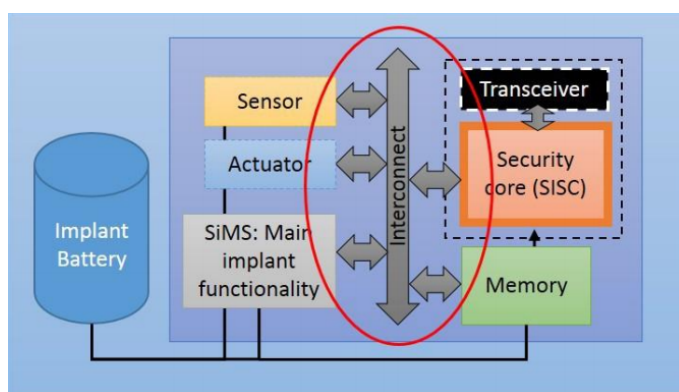 Sensor
Actuator
SiMS: Main
implant
functionality
Implant
Battery
Interconnect
Transceiver
Security
core (SISC)
Memory